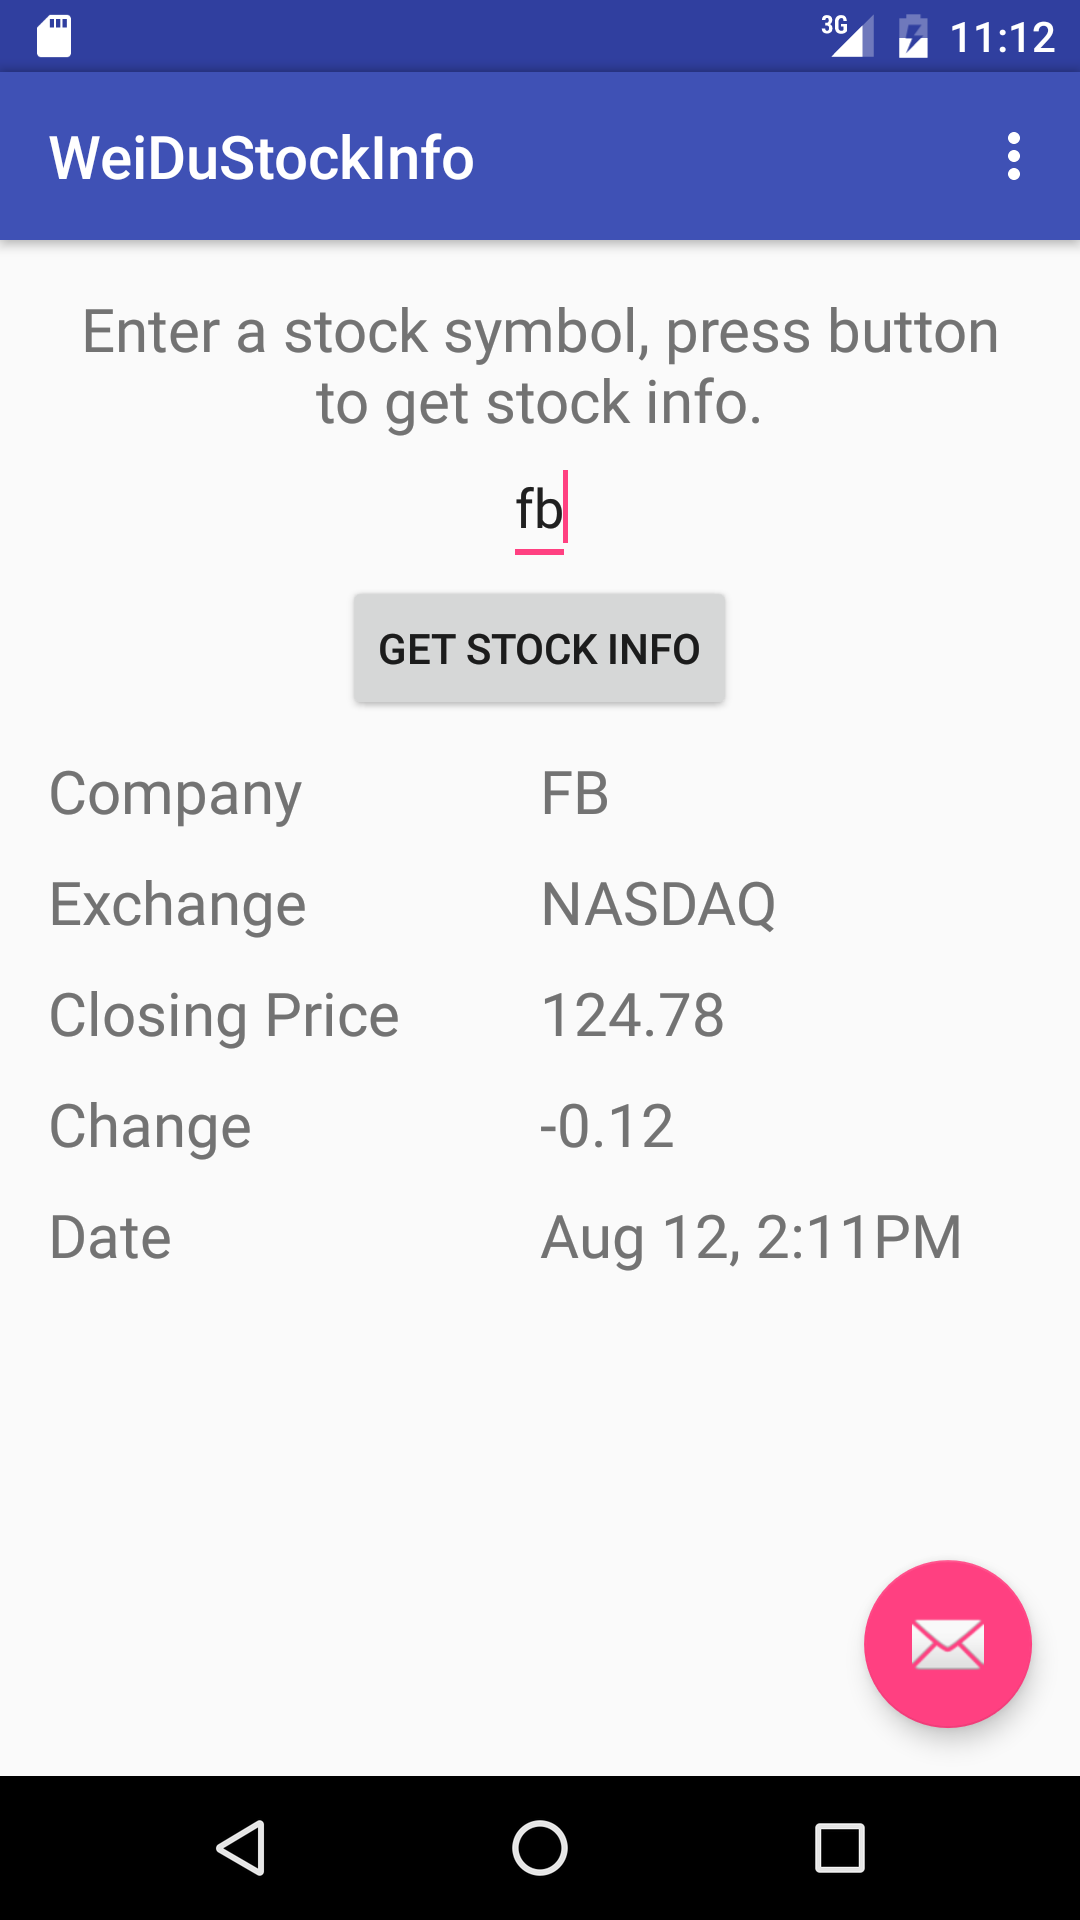 3G 11:12
WeiDuStockInfo
Enter a stock symbol, press button
to get stock info.
fb
GET STOCK INFO
Company FB
Exchange NASDAQ
Closing Price 124.78
Change -0.12
Date Aug 12, 2:11PM